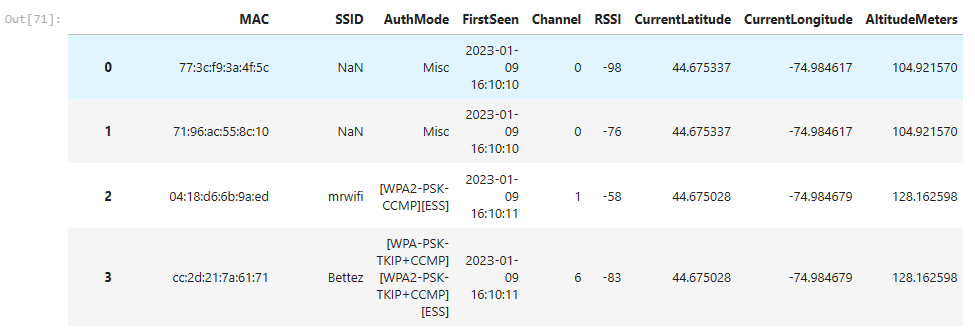 Out[71]:
MAC SSID AuthMode FirstSeen Channel RSSI CurrentLatitude CurrentLongitude AltitudeMeters
0 77:3c:f9:3a:4f:5c NaN Misc 2023-01-09 16:10:10 0 -98 44.675337 -74.984617 104.921570
1 71:96:ac:55:8c:10 NaN Misc 2023-01-09 16:10:10 0 -76 44.675337 -74.984617 104.921570
2 04:18:d6:6b:9a:ed mrwifi [WPA2-PSK-CCMP][ESS] 2023-01-09 16:10:11 1 -58 44.675028 -74.984679 128.162598
3 cc:2d:21:7a:61:71 Bettez [WPA-PSK-TKIP+CCMP][WPA2-PSK-TKIP+CCMP][ESS] 2023-01-09 16:10:11 6 -83 44.675028 -74.984679 128.162598